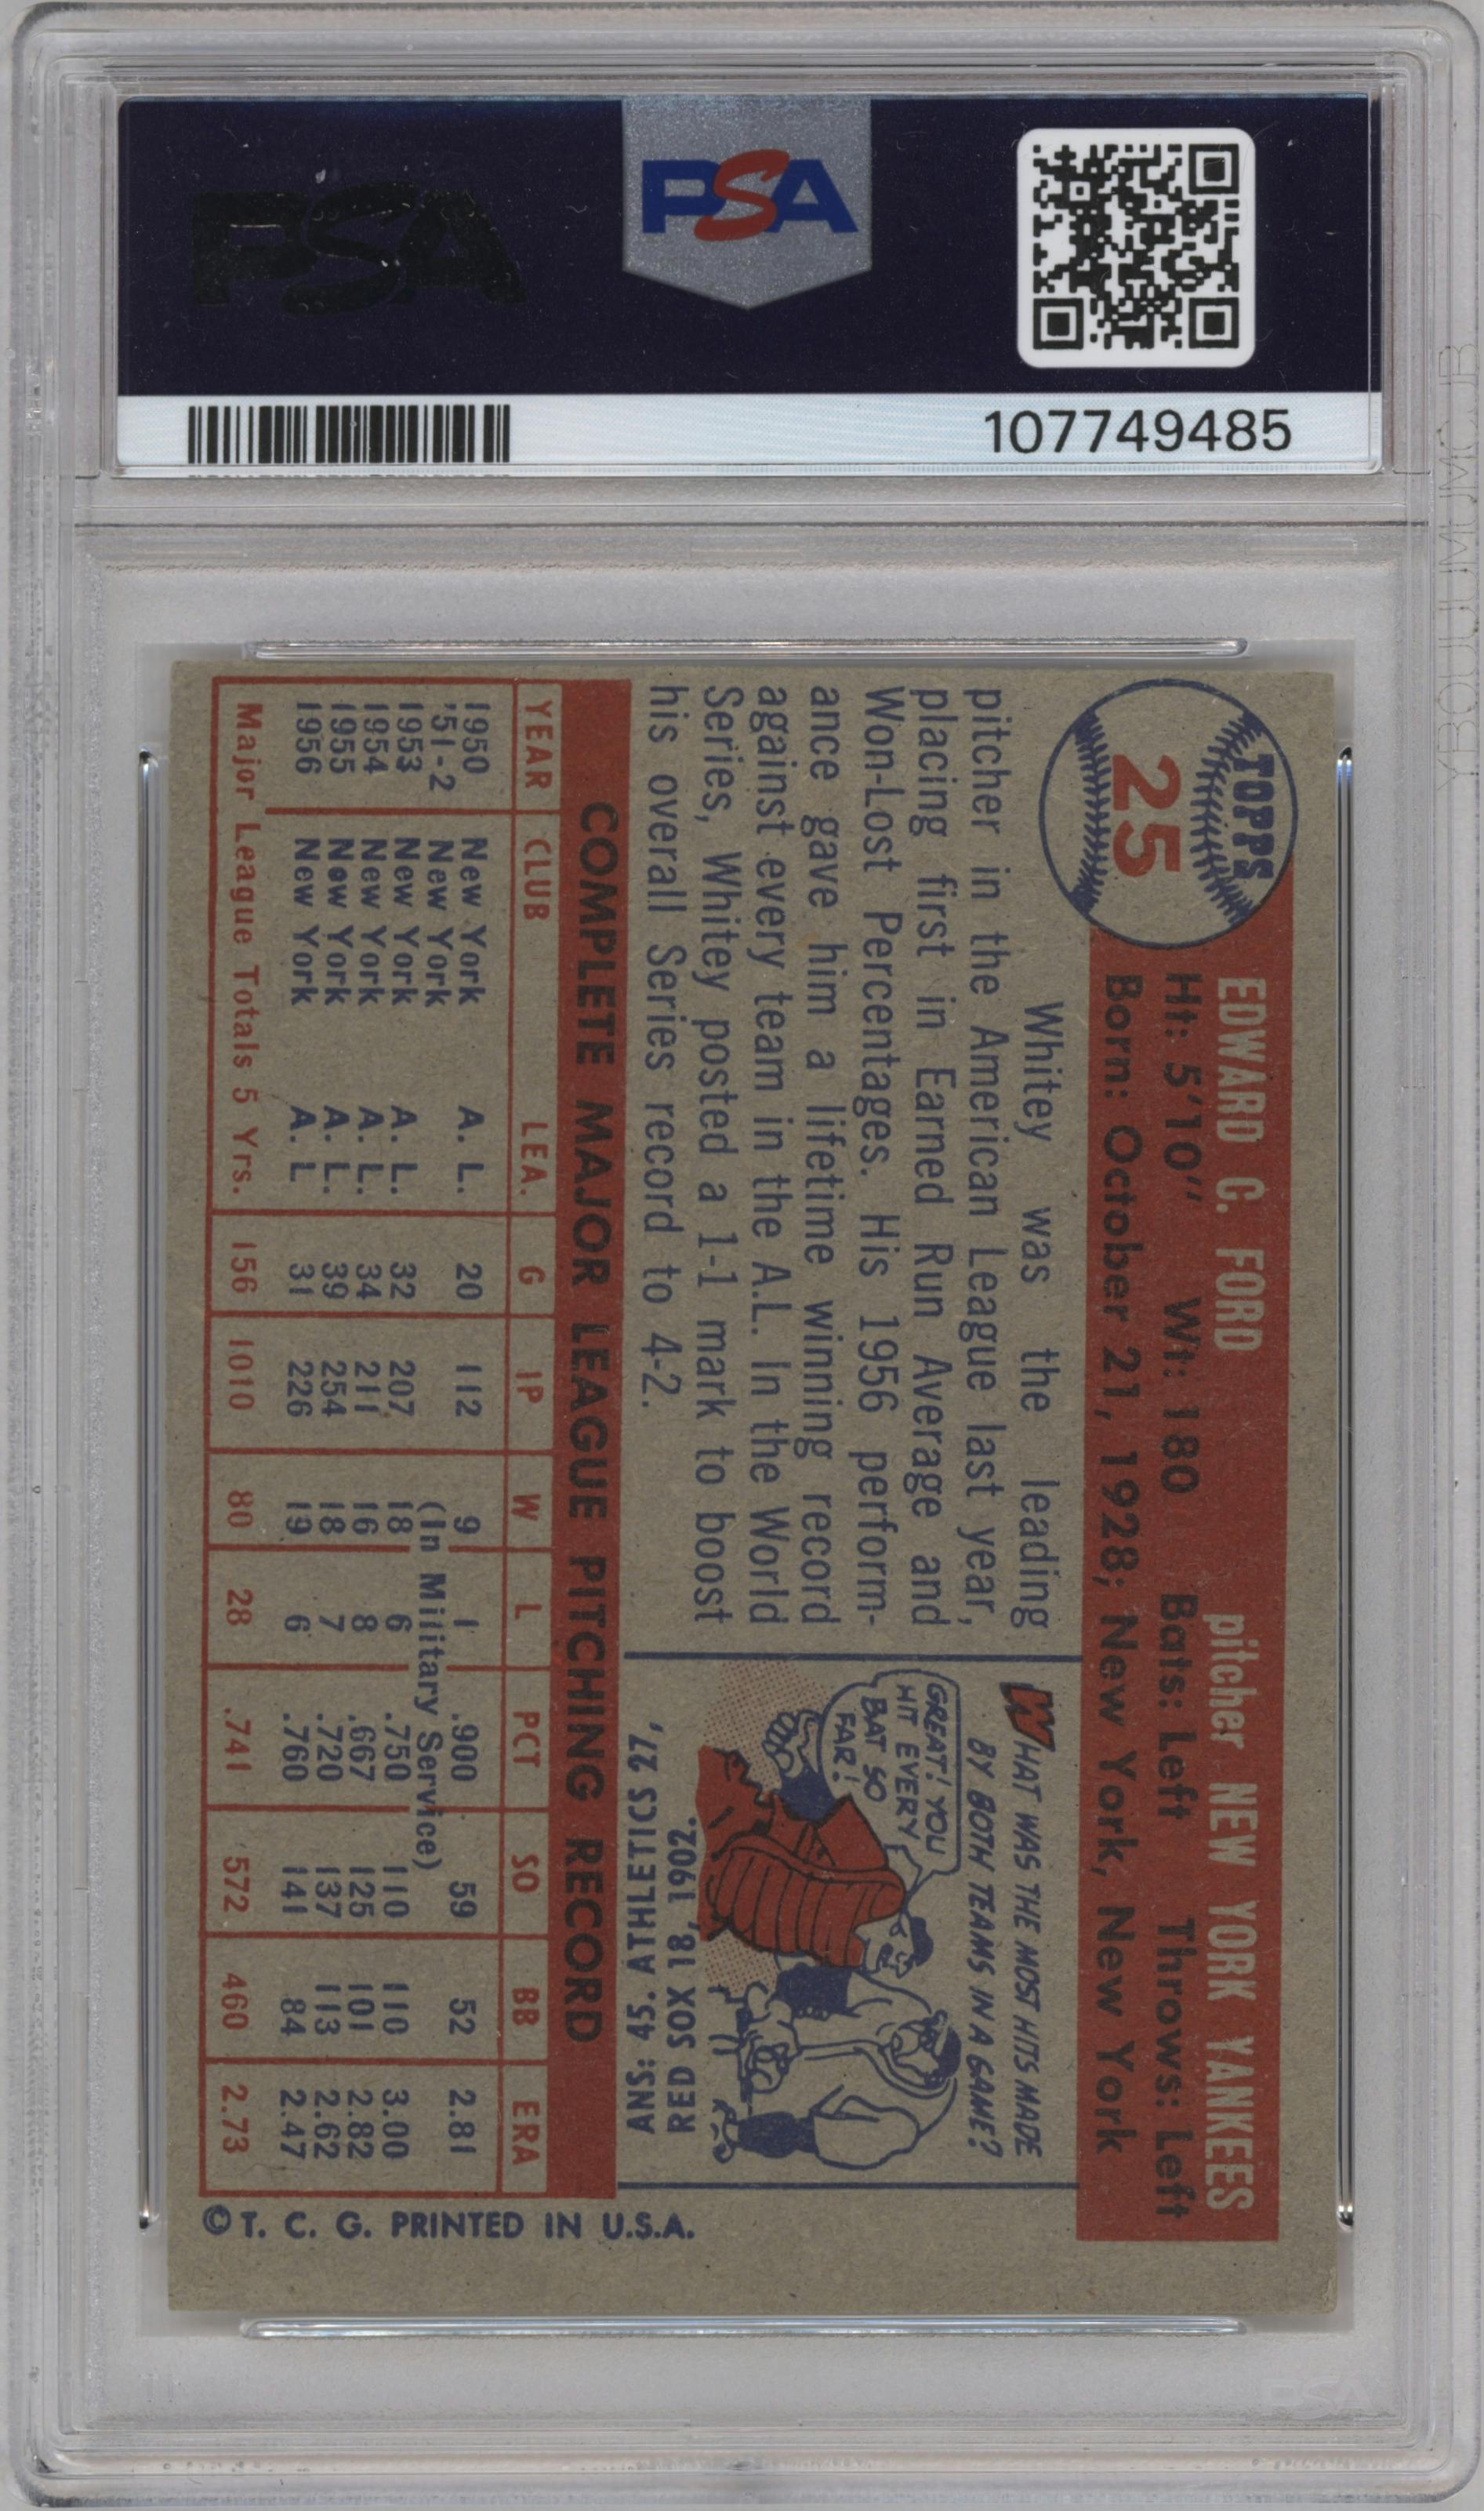 PSA
PSA
107749485
TOPPS
25
EDWARD C. FORD pitcher NEW YORK YANKEES
Ht: 5'10" Wt: 180 Bats: Left Throws: Left
Born: October 21, 1928; New York, New York
Whitey was the leading
pitcher in the American League last year,
placing first in Earned Run Average and
Won-Lost Percentages. His 1956 perform-
ance gave him a lifetime winning record
against every team in the A.L. In the World
Series, Whitey posted a 1-1 mark to boost
his overall Series record to 4-2.
WHAT WAS THE MOST HITS MADE
BY BOTH TEAMS IN A GAME?
GREAT! YOU
HIT EVERY
BAT SO
FAR!
ANS: 45. ATHLETICS 27,
RED SOX 18, 1902.
COMPLETE MAJOR LEAGUE PITCHING RECORD
YEAR CLUB LEA. G IP W L PCT SO BB ERA
1950 New York A. L. 20 112 9 1 .900 59 52 2.81
'51-2 New York (In Military Service)
1953 New York A. L. 32 207 18 6 .750 110 110 3.00
1954 New York A. L. 34 211 16 8 .667 125 101 2.82
1955 New York A. L. 39 254 18 7 .720 137 113 2.62
1956 New York A. L. 31 226 19 6 .760 141 84 2.47
Major League Totals 5 Yrs. 156 1010 80 28 .741 572 460 2.73
© T. C. G. PRINTED IN U.S.A.
PSA